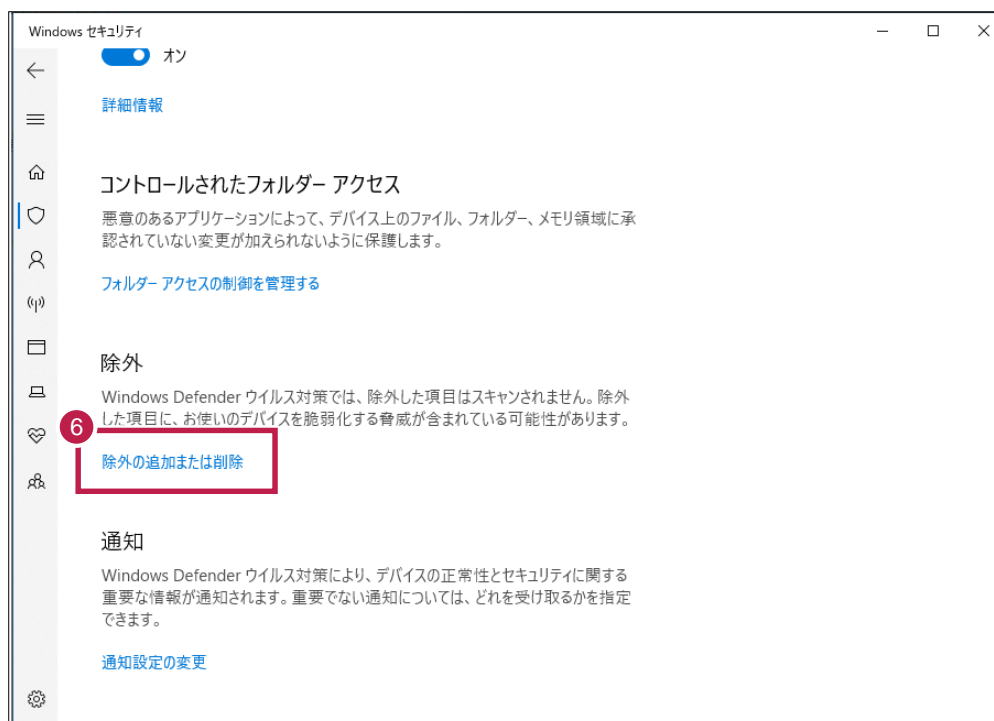 Windows セキュリティ
オン
詳細情報
コントロールされたフォルダー アクセス
悪意のあるアプリケーションによって、デバイス上のファイル、フォルダー、メモリ領域に承
認されていない変更が加えられないように保護します。
フォルダー アクセスの制御を管理する
除外
Windows Defender ウイルス対策では、除外した項目はスキャンされません。除外
した項目に、お使いのデバイスを脆弱化する脅威が含まれている可能性があります。
6
除外の追加または削除
通知
Windows Defender ウイルス対策により、デバイスの正常性とセキュリティに関する
重要な情報が通知されます。重要でない通知については、どれを受け取るかを指定
できます。
通知設定の変更